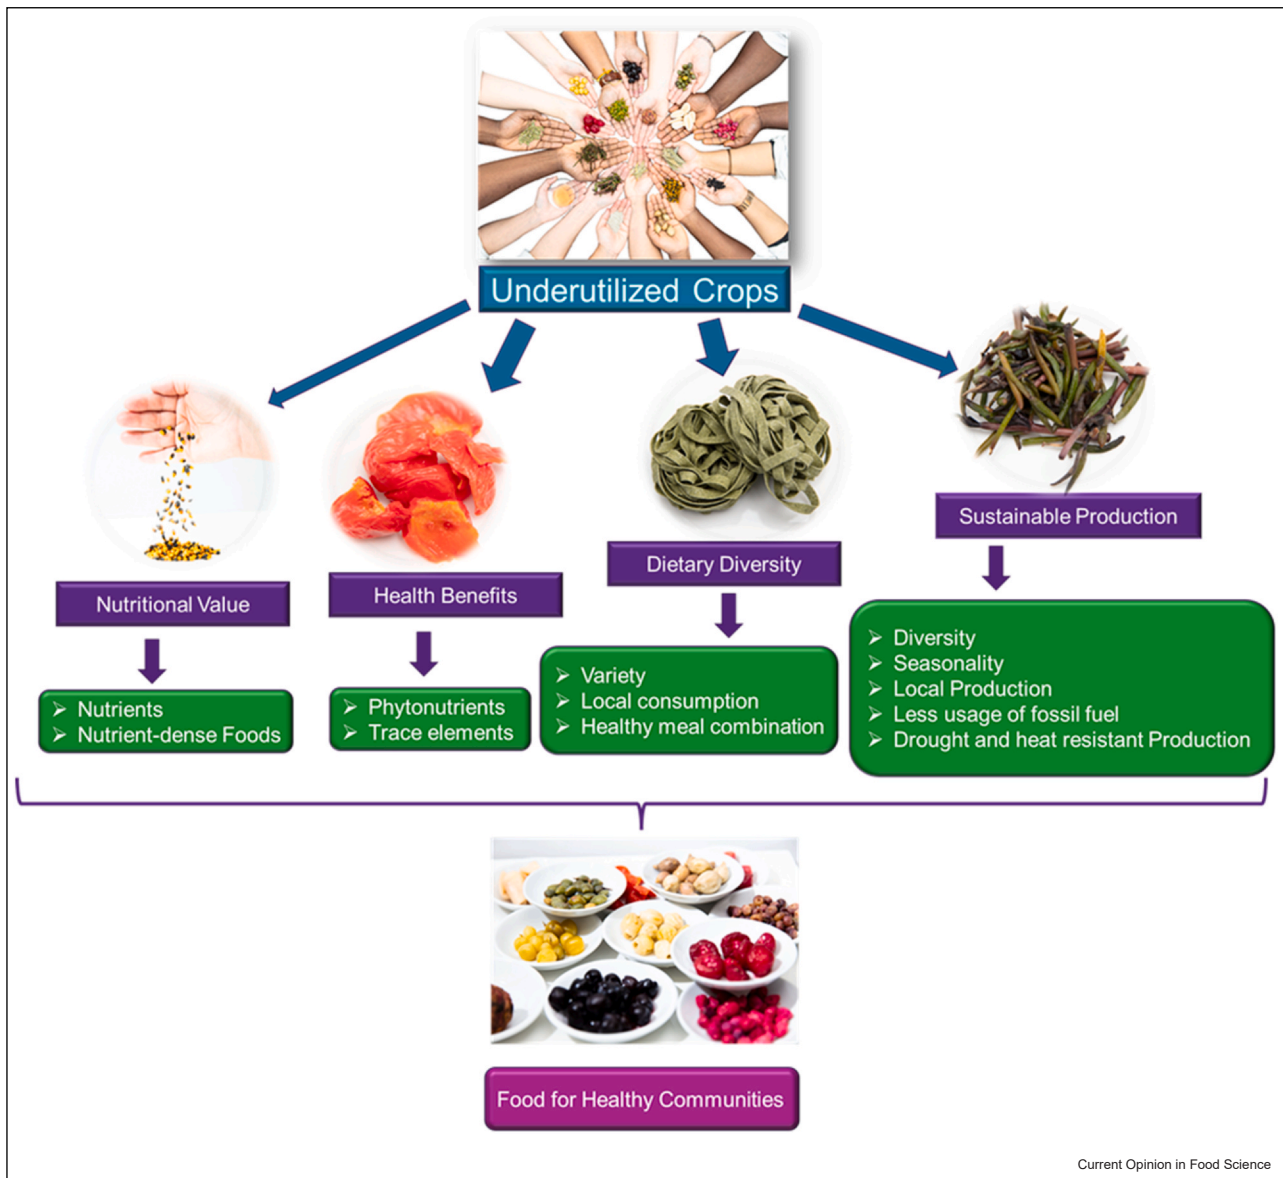 Underutilized Crops
Nutritional Value
➢ Nutrients
➢ Nutrient-dense Foods
Health Benefits
➢ Phytonutrients
➢ Trace elements
Dietary Diversity
➢ Variety
➢ Local consumption
➢ Healthy meal combination
Sustainable Production
➢ Diversity
➢ Seasonality
➢ Local Production
➢ Less usage of fossil fuel
➢ Drought and heat resistant Production
Food for Healthy Communities
Current Opinion in Food Science